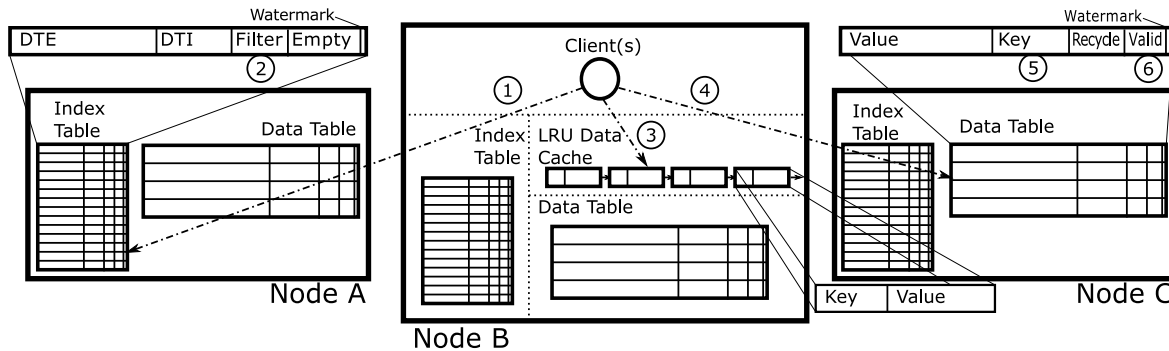 Watermark
DTE DTI Filter Empty
2
Index
Table
Data Table
Node A
Client(s)
1
4
3
Index
Table
LRU Data
Cache
Data Table
Node B
Key Value
Watermark
Value Key Recycle Valid
5 6
Index
Table
Data Table
Node C